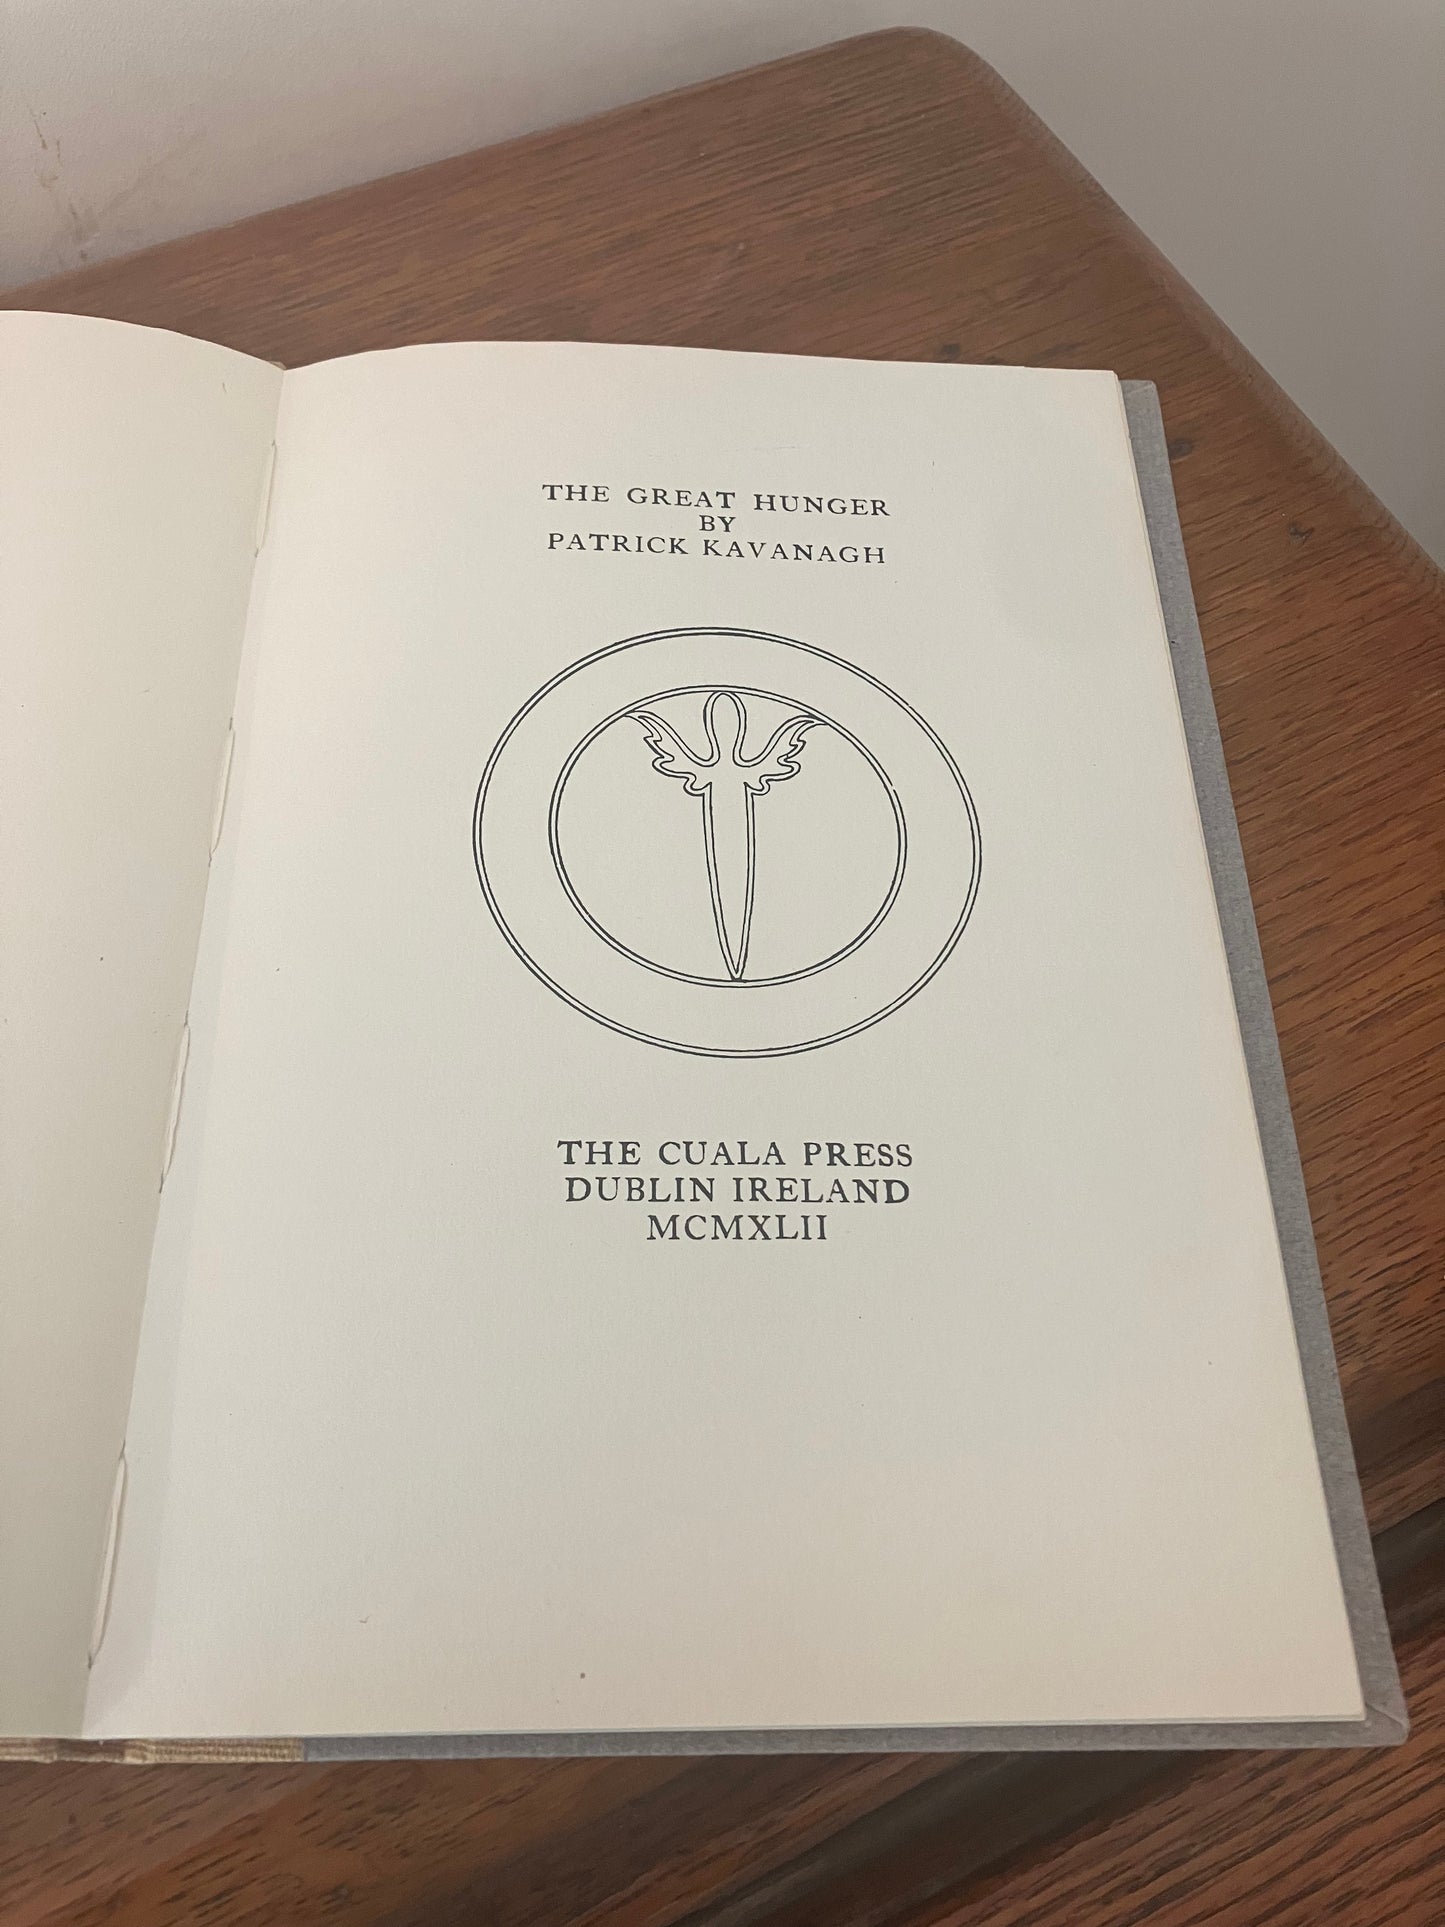 THE GREAT HUNGER
BY
PATRICK KAVANAGH
THE CUALA PRESS
DUBLIN IRELAND
MCMXLII